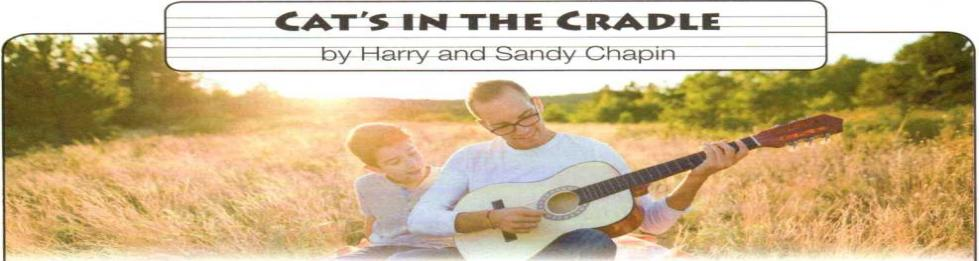 CAT'S IN THE CRADLE
by Harry and Sandy Chapin